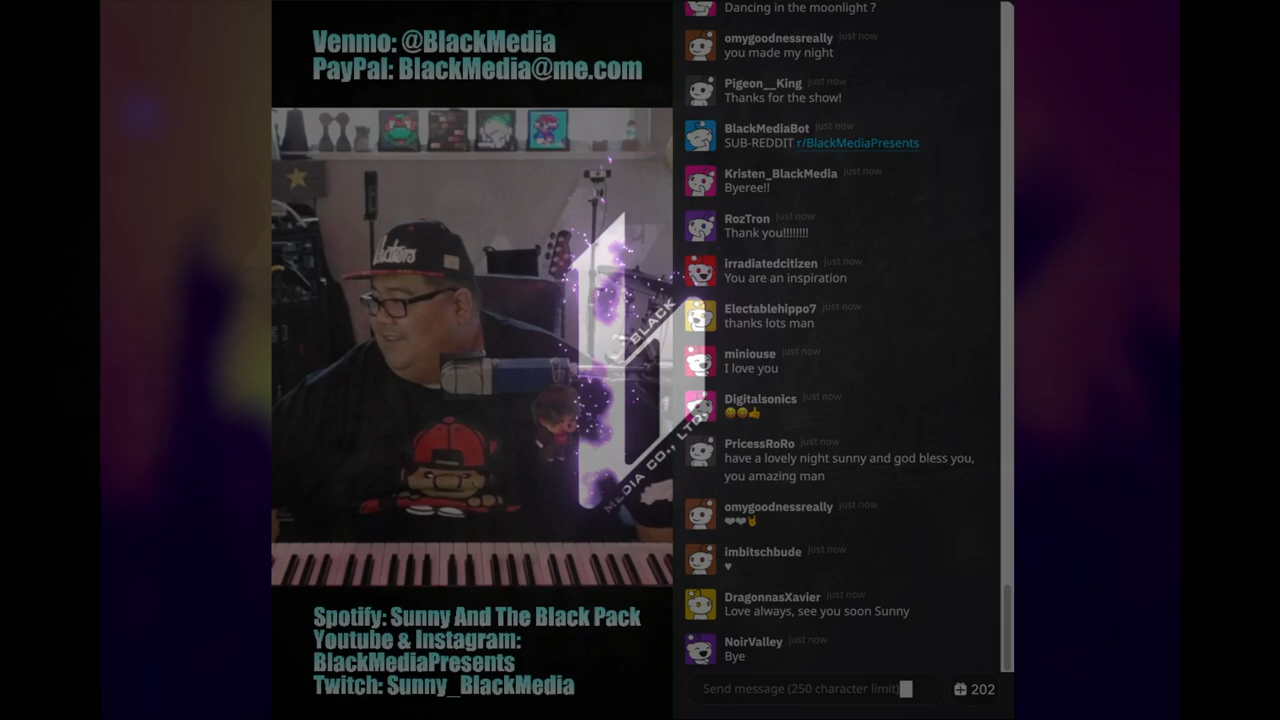 Venmo: @BlackMedia
PayPal: BlackMedia@me.com
Haters
BLACK
MEDIA CO., LTD.
Spotify: Sunny And The Black Pack
Youtube & Instagram:
BlackMediaPresents
Twitch: Sunny_BlackMedia
Dancing in the moonlight ?
omygoodnessreally just now
you made my night
Pigeon__King just now
Thanks for the show!
BlackMediaBot just now
SUB-REDDIT r/BlackMediaPresents
Kristen_BlackMedia just now
Byeree!!
RozTron just now
Thank you!!!!!!!!
irradiatedcitizen just now
You are an inspiration
Electablehippo7 just now
thanks lots man
miniouse just now
I love you
Digitalsonics just now
😄😄👍
PricessRoRo just now
have a lovely night sunny and god bless you,
you amazing man
omygoodnessreally just now
❤❤🤘
imbitschbude just now
♥
DragonnasXavier just now
Love always, see you soon Sunny
NoirValley just now
Bye
Send message (250 character limit)
202